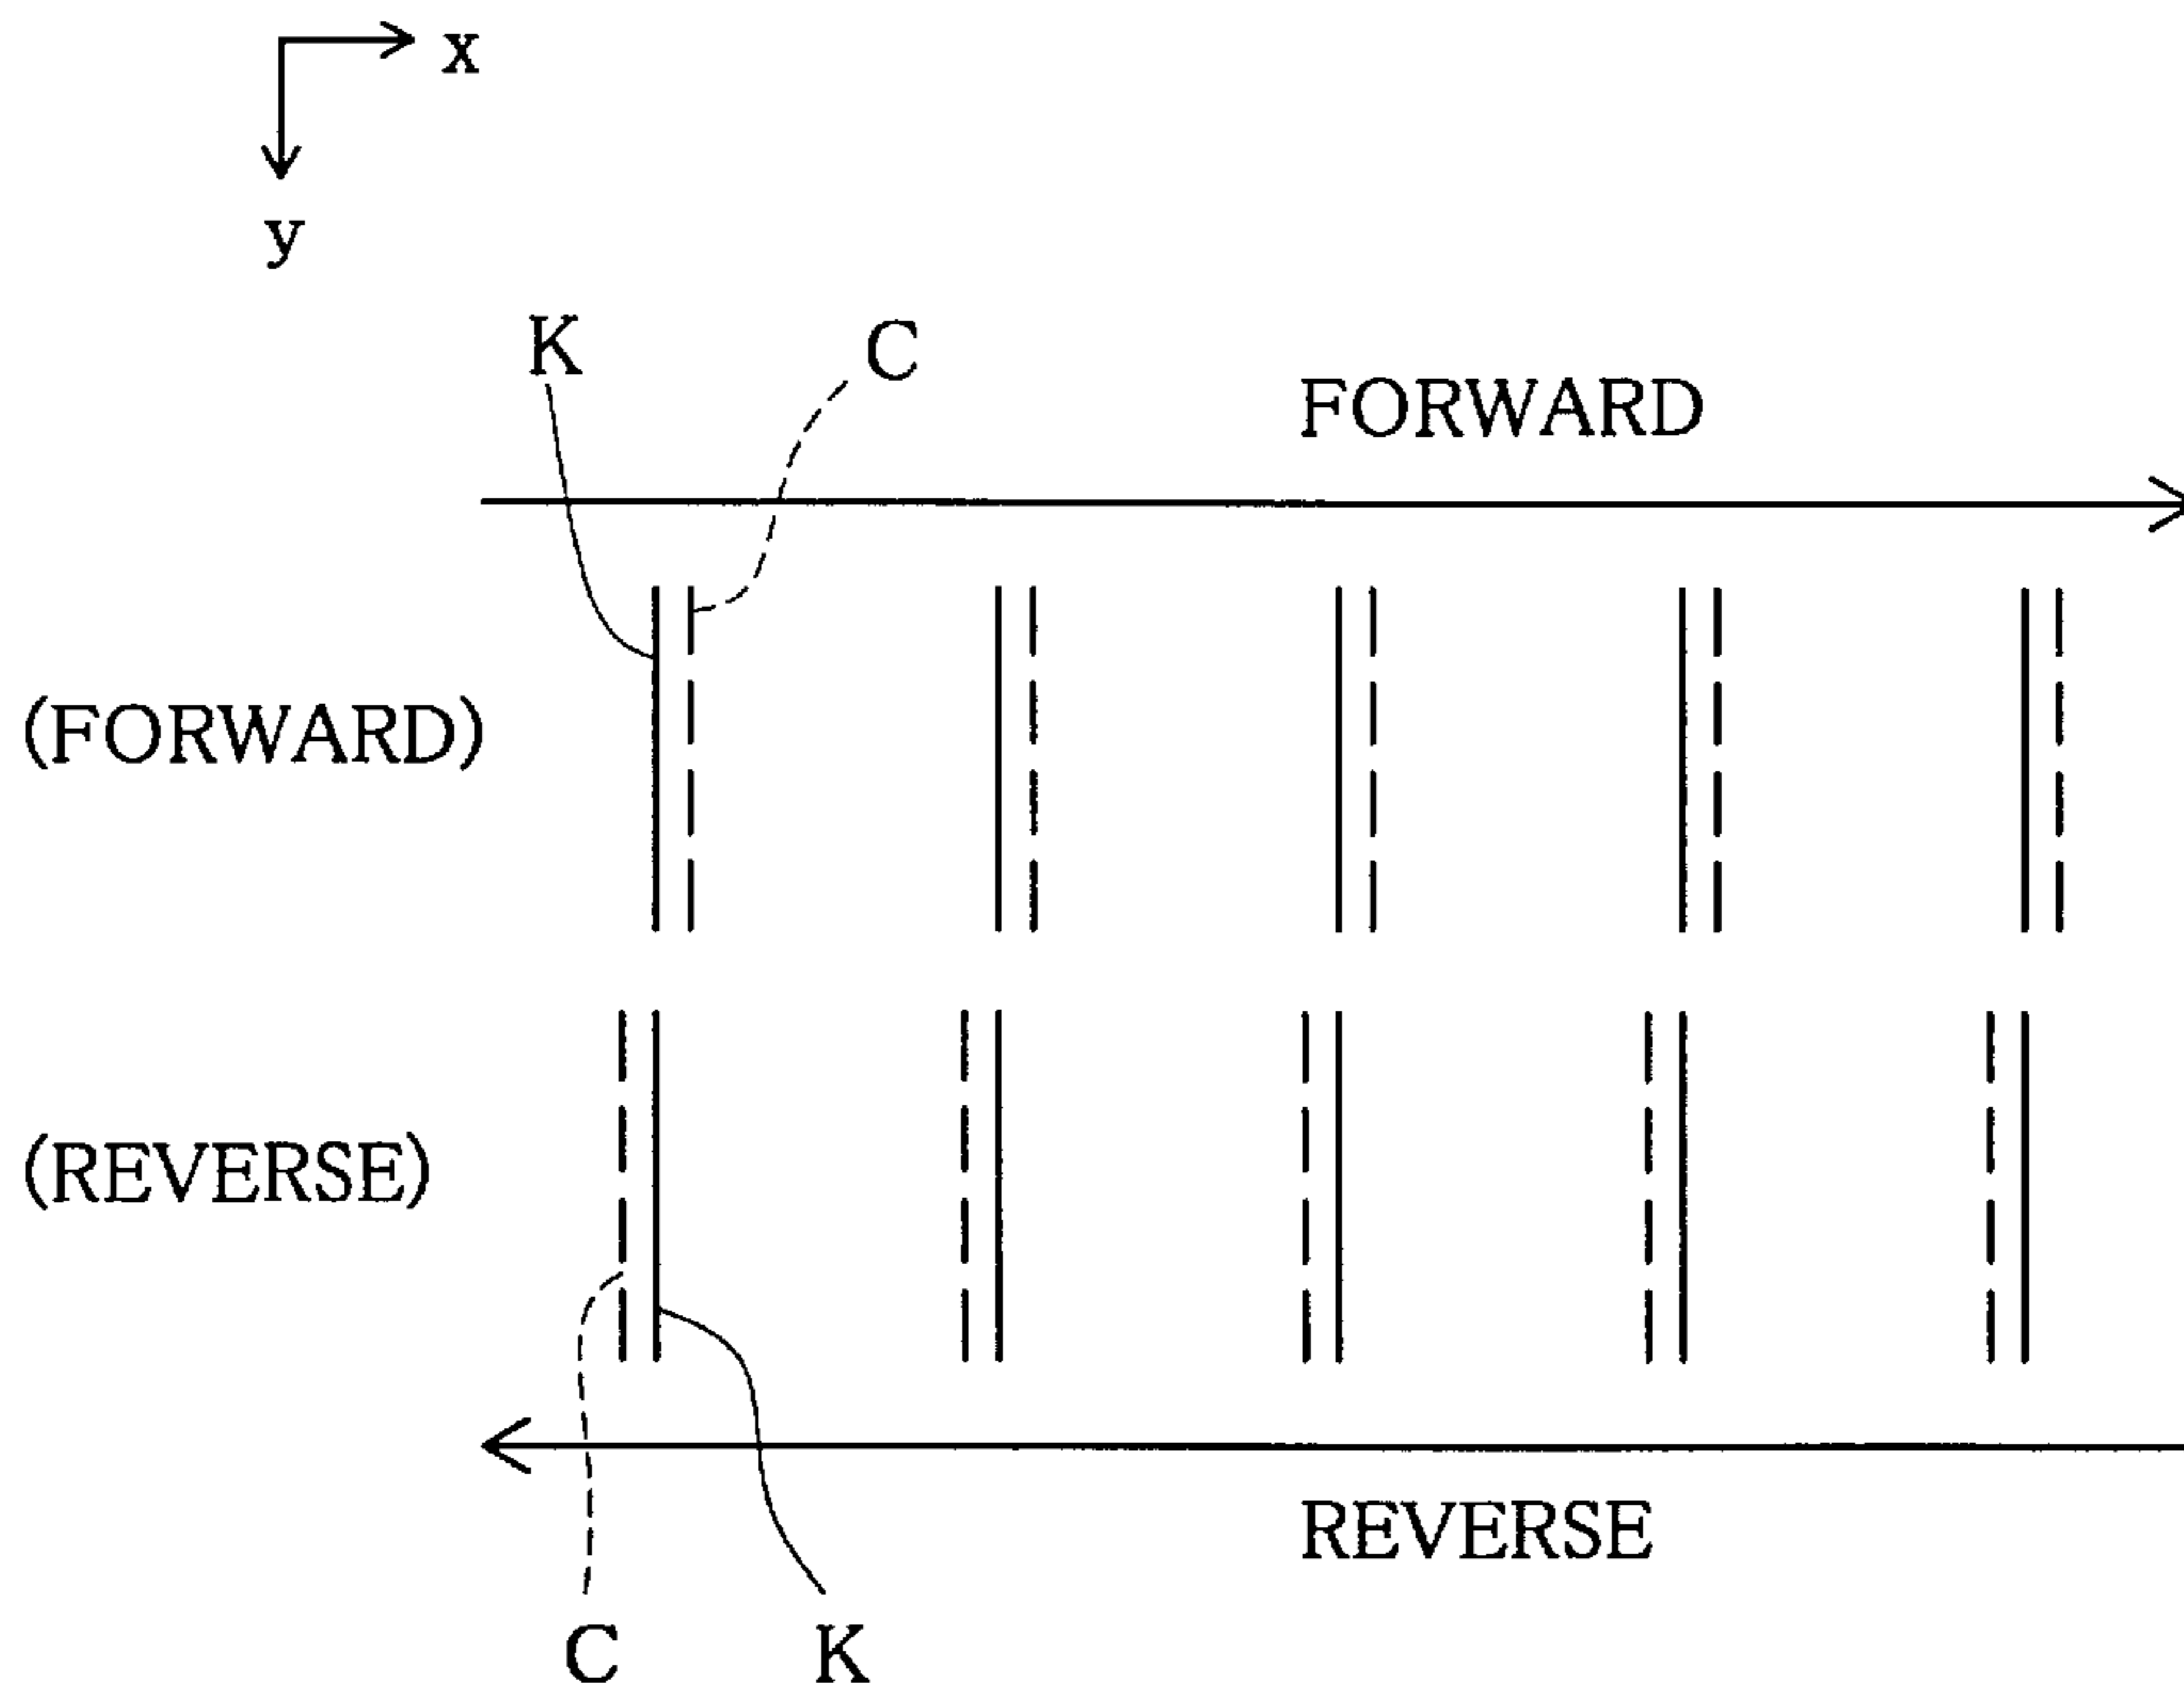 x
y
K C
FORWARD
(FORWARD)
(REVERSE)
REVERSE
C K